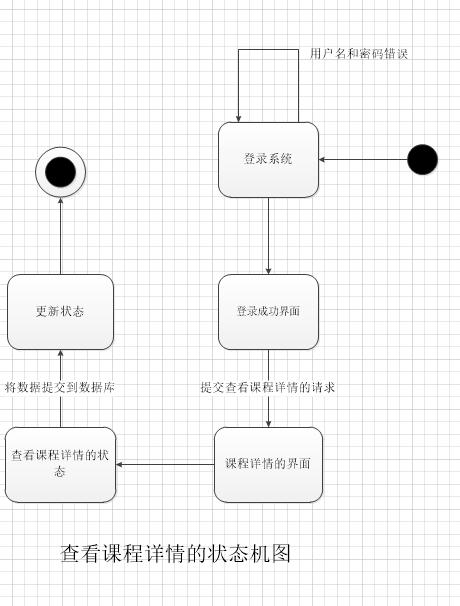 用户名和密码错误
登录系统
更新状态
登录成功界面
将数据提交到数据库
提交查看课程详情的请求
查看课程详情的状
态
课程详情的界面
查看课程详情的状态机图